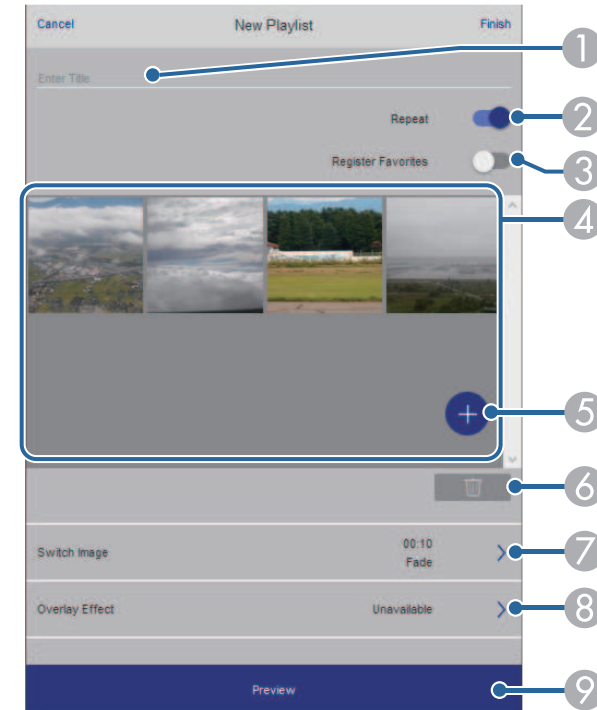 Cancel New Playlist Finish
1
Enter Title
Repeat 2
Register Favorites 3
4
5
6
Switch Image 00:10 7
Fade
Overlay Effect Unavailable 8
Preview 9